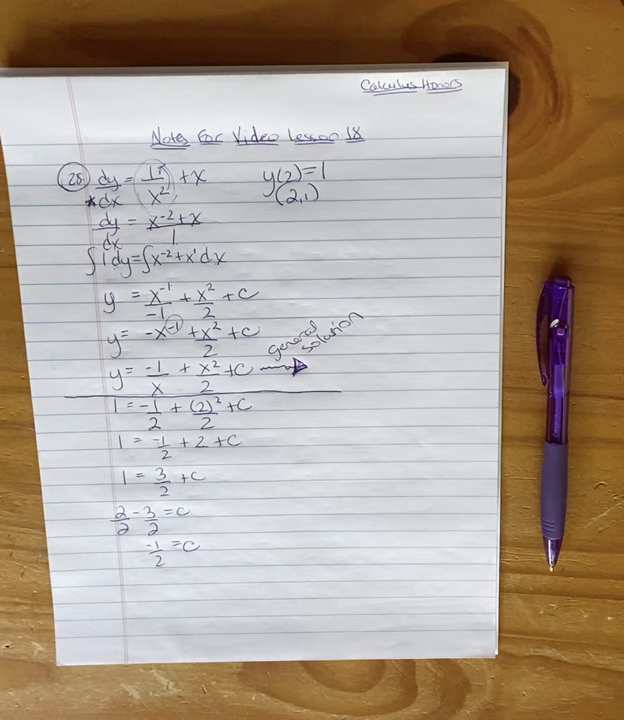 Calculus Honors
Notes For Video Lesson 18
28. dy/dx = 1/x² + x    y(2)=1
*    (2,1)
dy/dx = x⁻²+x/1
∫1dy=∫x⁻²+x¹dx
y = x⁻¹/-1 + x²/2 + C
y = -x⁻¹ + x²/2 + C
y = -1/x + x²/2 + C → general solution
1 = -1/2 + (2)²/2 + C
1 = -1/2 + 2 + C
1 = 3/2 + C
2/2 - 3/2 = C
-1/2 = C